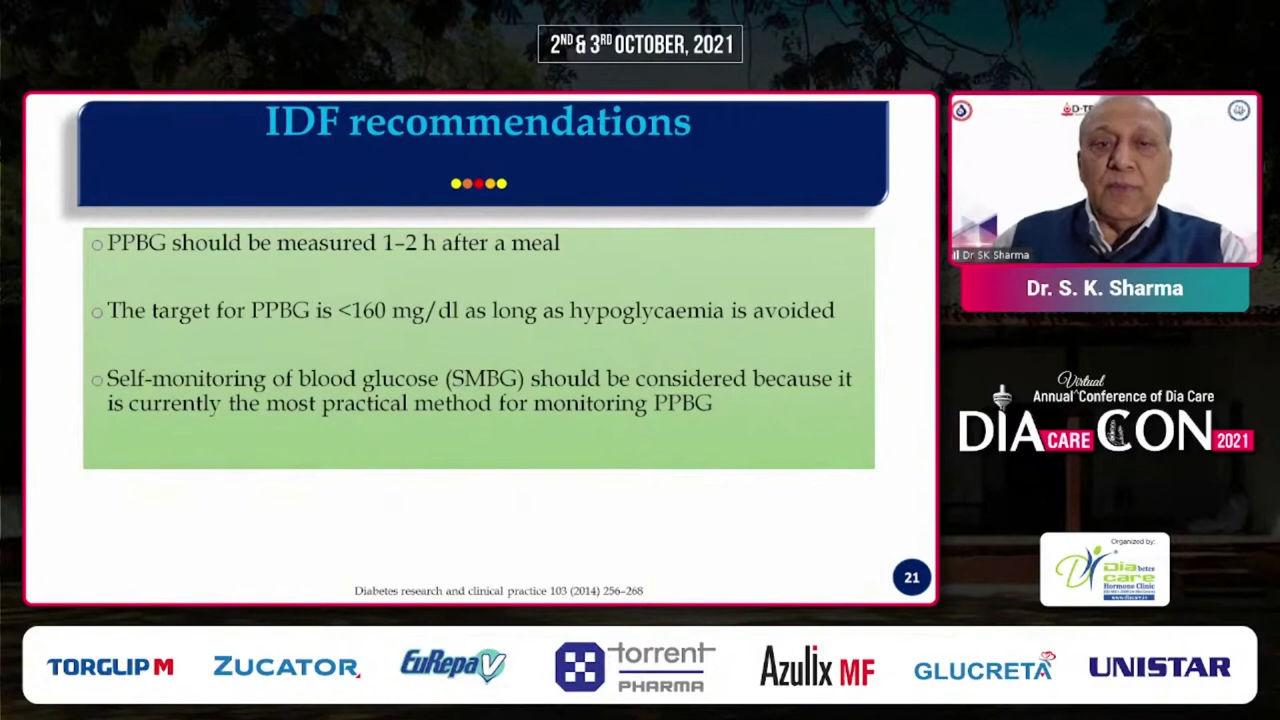 2ND & 3RD OCTOBER, 2021
IDF recommendations
PPBG should be measured 1–2 h after a meal
The target for PPBG is <160 mg/dl as long as hypoglycaemia is avoided
Self-monitoring of blood glucose (SMBG) should be considered because it
is currently the most practical method for monitoring PPBG
Diabetes research and clinical practice 103 (2014) 256–268
21
Dr SK Sharma
Dr. S. K. Sharma
Virtual
Annual Conference of Dia Care
DIA CARE CON 2021
Organized by:
Diabetes
care
Hormone Clinic
TORGLIP M
ZUCATOR
EuRepa V
torrent
PHARMA
Azulix MF
GLUCRETA
UNISTAR